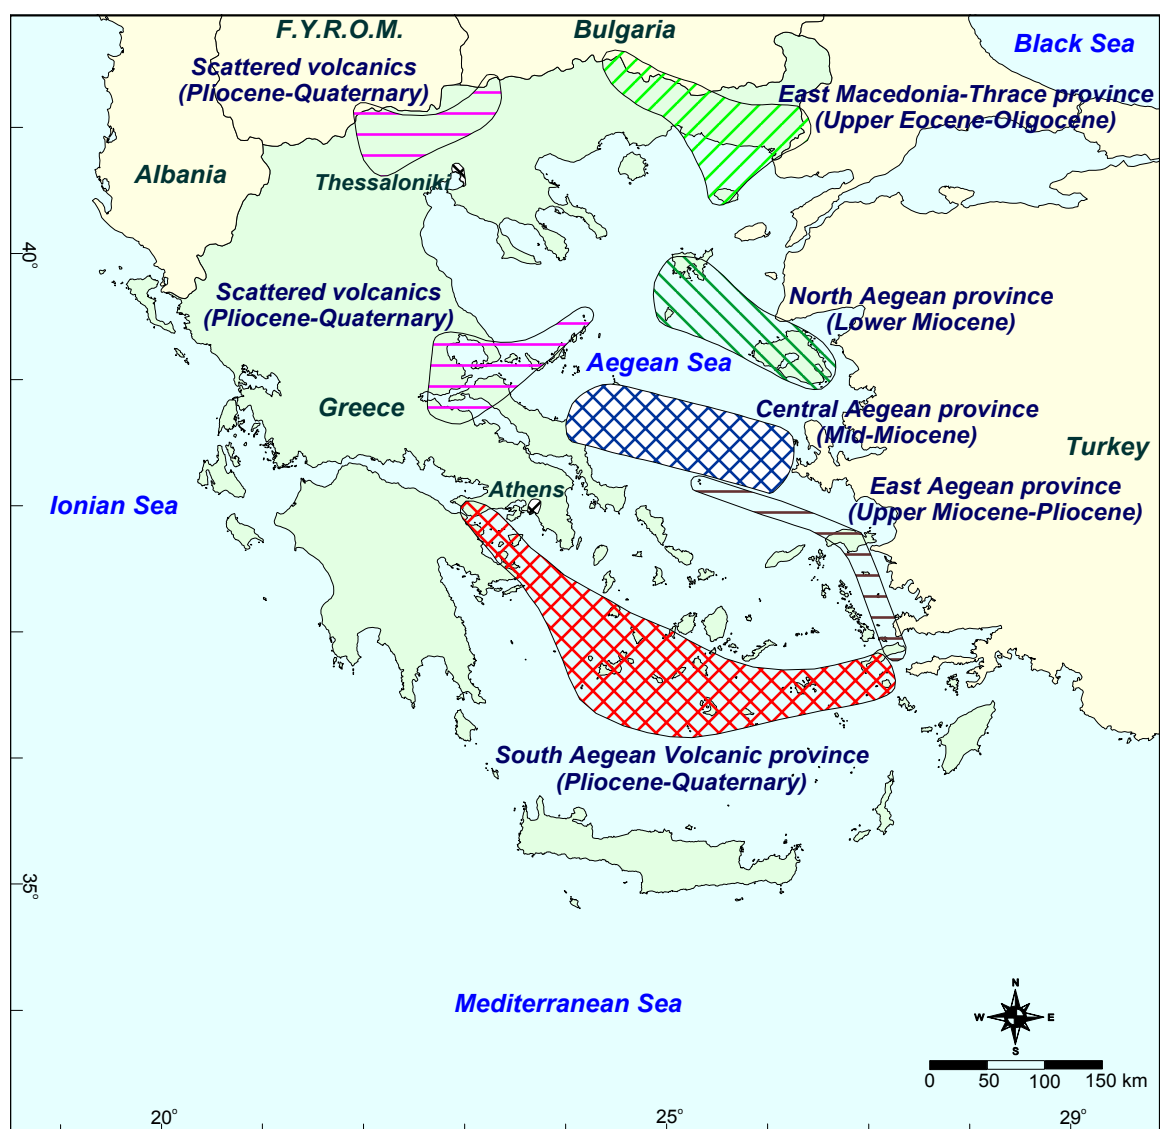 F.Y.R.O.M.
Bulgaria
Black Sea
Scattered volcanics
(Pliocene-Quaternary)
East Macedonia-Thrace province
(Upper Eocene-Oligocene)
Albania
Thessaloniki
40°
Scattered volcanics
(Pliocene-Quaternary)
North Aegean province
(Lower Miocene)
Aegean Sea
Greece
Central Aegean province
(Mid-Miocene)
Turkey
Ionian Sea
Athens
East Aegean province
(Upper Miocene-Pliocene)
South Aegean Volcanic province
(Pliocene-Quaternary)
35°
Mediterranean Sea
N
W
E
S
0 50 100 150 km
20° 25° 29°